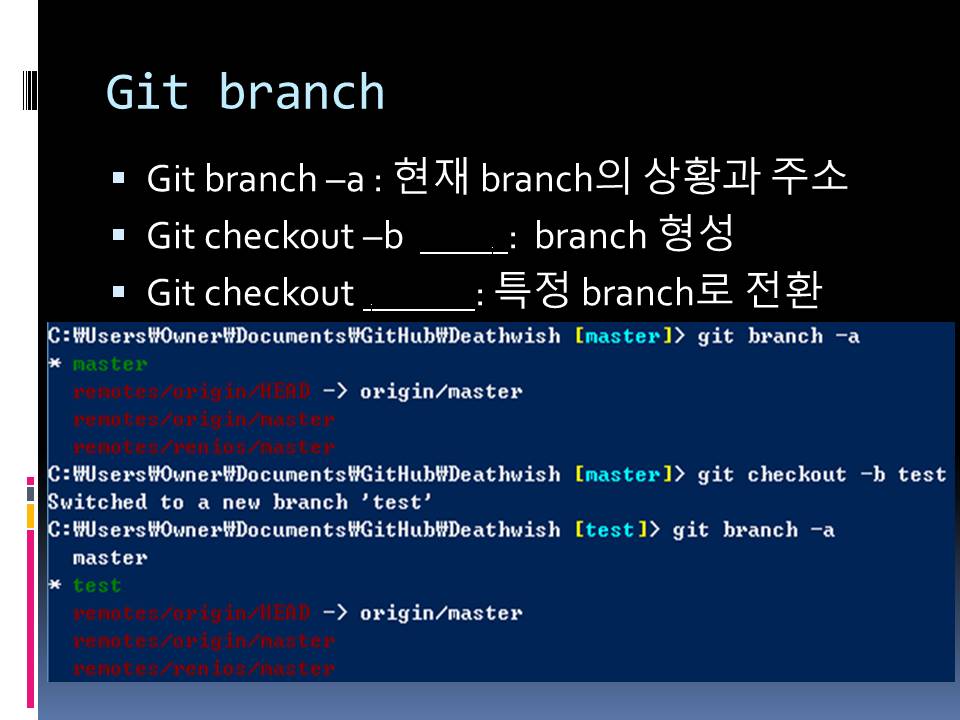 Git branch
Git branch –a : 현재 branch의 상황과 주소
Git checkout –b _____: branch 형성
Git checkout _______: 특정 branch로 전환
C:₩Users₩Owner₩Documents₩GitHub₩Deathwish [master]> git branch -a
* master
remotes/origin/HEAD -> origin/master
remotes/origin/master
remotes/renios/master
C:₩Users₩Owner₩Documents₩GitHub₩Deathwish [master]> git checkout -b test
Switched to a new branch 'test'
C:₩Users₩Owner₩Documents₩GitHub₩Deathwish [test]> git branch -a
master
* test
remotes/origin/HEAD -> origin/master
remotes/origin/master
remotes/renios/master